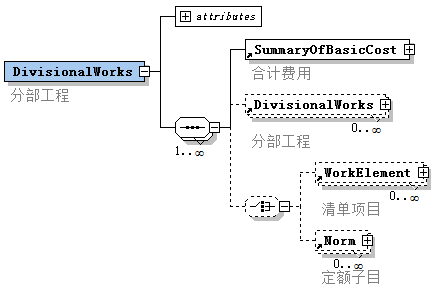 attributes
SummaryOfBasicCost
合计费用
DivisionalWorks
分部工程
DivisionalWorks
0..∞
分部工程
1..∞
WorkElement
0..∞
清单项目
Norm
0..∞
定额子目